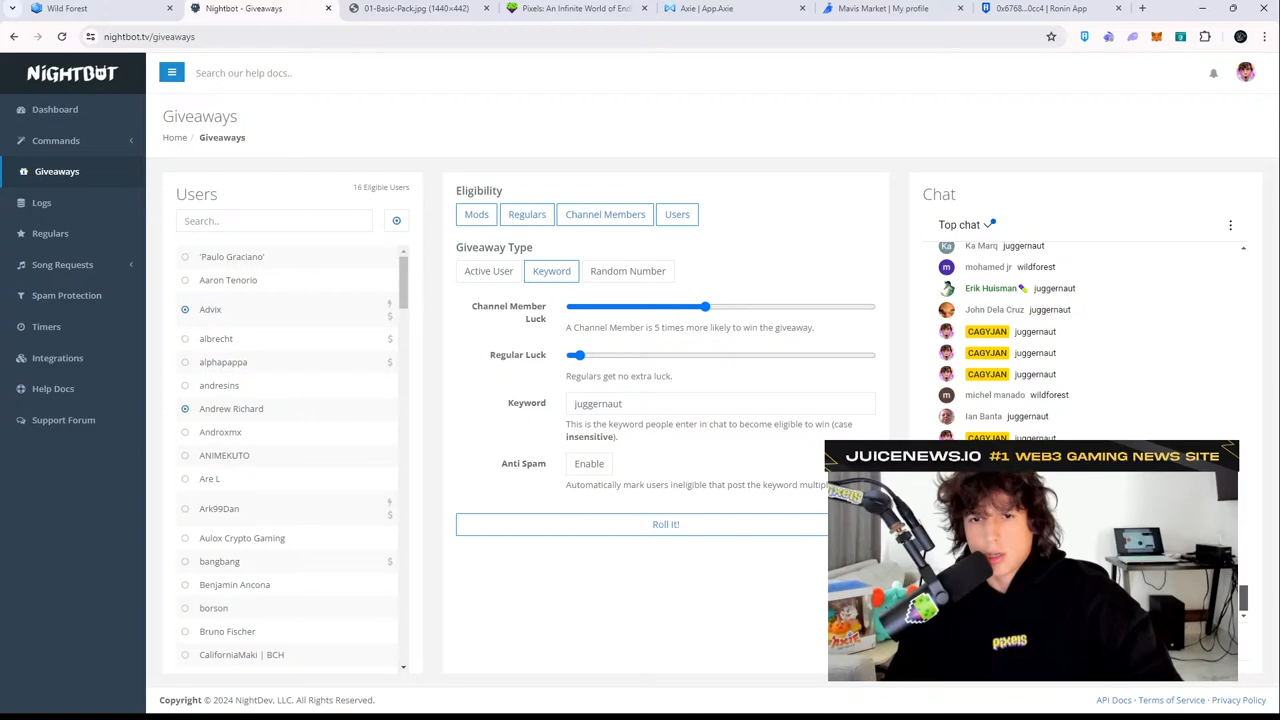 Wild Forest
Nightbot - Giveaways
01-Basic-Pack.jpg (1440×442)
Pixels: An Infinite World of End
Axie | App.Axie
Mavis Market | My profile
0x6768...0cc4 | Ronin App
nightbot.tv/giveaways
NIGHTBOT
Search our help docs..
Dashboard
Commands
Giveaways
Logs
Regulars
Song Requests
Spam Protection
Timers
Integrations
Help Docs
Support Forum
Giveaways
Home / Giveaways
Users
16 Eligible Users
Search..
'Paulo Graciano'
Aaron Tenorio
Advix
$
albrecht $
alphapappa $
andresins
Andrew Richard
Androxmx
ANIMEKUTO
Are L
Ark99Dan
$
Aulox Crypto Gaming
bangbang $
Benjamin Ancona
borson
Bruno Fischer
CaliforniaMaki | BCH
Eligibility
Mods Regulars Channel Members Users
Giveaway Type
Active User Keyword Random Number
Channel Member
Luck
A Channel Member is 5 times more likely to win the giveaway.
Regular Luck
Regulars get no extra luck.
Keyword juggernaut
This is the keyword people enter in chat to become eligible to win (case
insensitive).
Anti Spam Enable
Automatically mark users ineligible that post the keyword multip
Roll It!
Chat
Top chat
Ka Ka Marq juggernaut
m mohamed jr wildforest
Erik Huisman juggernaut
John Dela Cruz juggernaut
CAGYJAN juggernaut
CAGYJAN juggernaut
CAGYJAN juggernaut
m michel manado wildforest
Ian Banta juggernaut
CAGYJAN juggernaut
JUICENEWS.IO #1 WEB3 GAMING NEWS SITE
PIXELS
AXIE
PIXELS
Copyright © 2024 NightDev, LLC. All Rights Reserved.
API Docs · Terms of Service · Privacy Policy